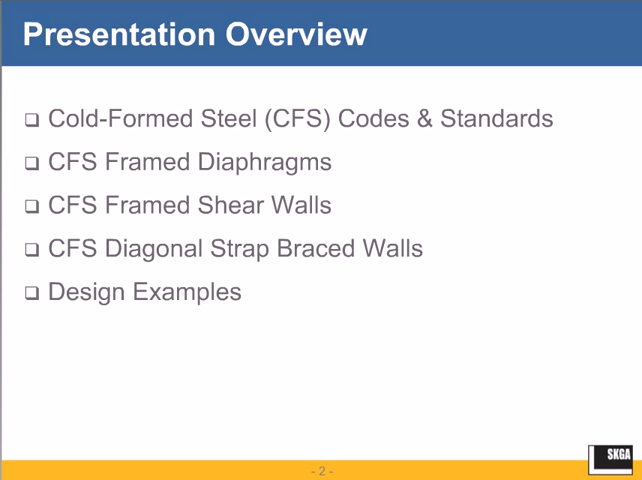 Presentation Overview
Cold-Formed Steel (CFS) Codes & Standards
CFS Framed Diaphragms
CFS Framed Shear Walls
CFS Diagonal Strap Braced Walls
Design Examples
SKGA
- 2 -